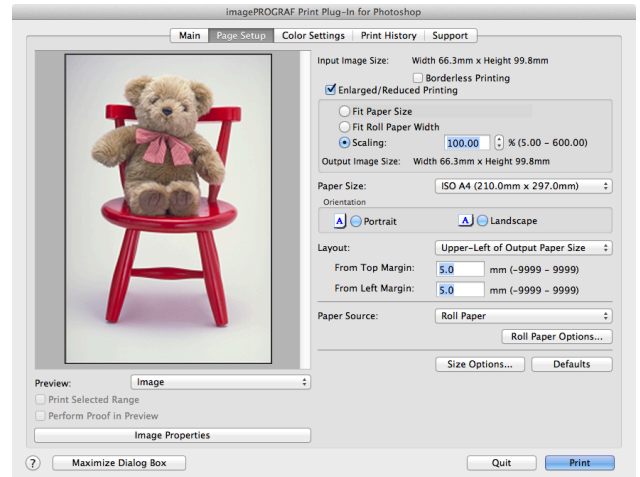 imagePROGRAF Print Plug-In for Photoshop
Main Page Setup Color Settings Print History Support
Input Image Size: Width 66.3mm x Height 99.8mm
Borderless Printing
Enlarged/Reduced Printing
Fit Paper Size
Fit Roll Paper Width
Scaling: 100.00 % (5.00 - 600.00)
Output Image Size: Width 66.3mm x Height 99.8mm
Paper Size: ISO A4 (210.0mm x 297.0mm)
Orientation
A Portrait A Landscape
Layout: Upper-Left of Output Paper Size
From Top Margin: 5.0 mm (-9999 - 9999)
From Left Margin: 5.0 mm (-9999 - 9999)
Paper Source: Roll Paper
Roll Paper Options...
Size Options... Defaults
Preview: Image
Print Selected Range
Perform Proof in Preview
Image Properties
? Maximize Dialog Box Quit Print